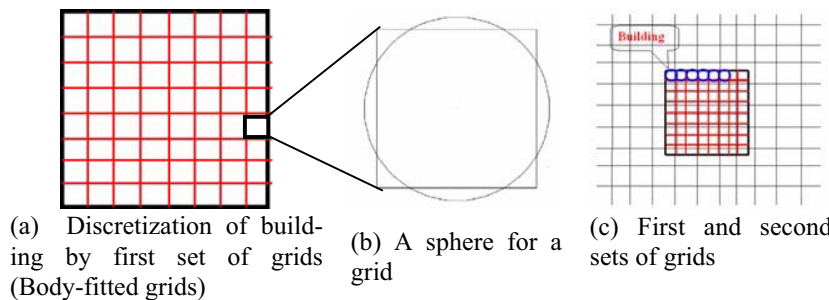 Building
(a) Discretization of build-
ing by first set of grids
(Body-fitted grids)
(b) A sphere for a
grid
(c) First and second
sets of grids